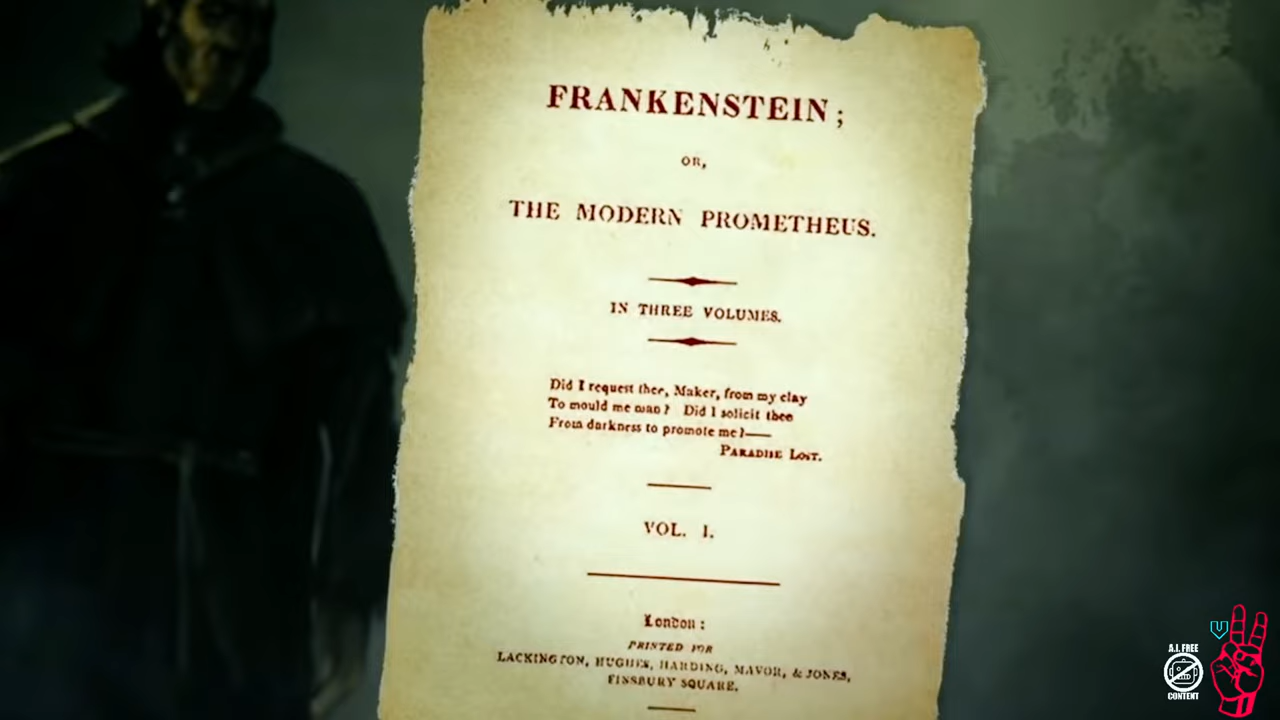 FRANKENSTEIN;
OR,
THE MODERN PROMETHEUS.
IN THREE VOLUMES.
Did I request thee, Maker, from my clay
To mould me man? Did I solicit thee
From darkness to promote me?——
PARADISE LOST.
VOL. I.
London:
PRINTED FOR
LACKINGTON, HUGHES, HARDING, MAVOR, & JONES,
FINSBURY SQUARE.
A.I. FREE
CONTENT